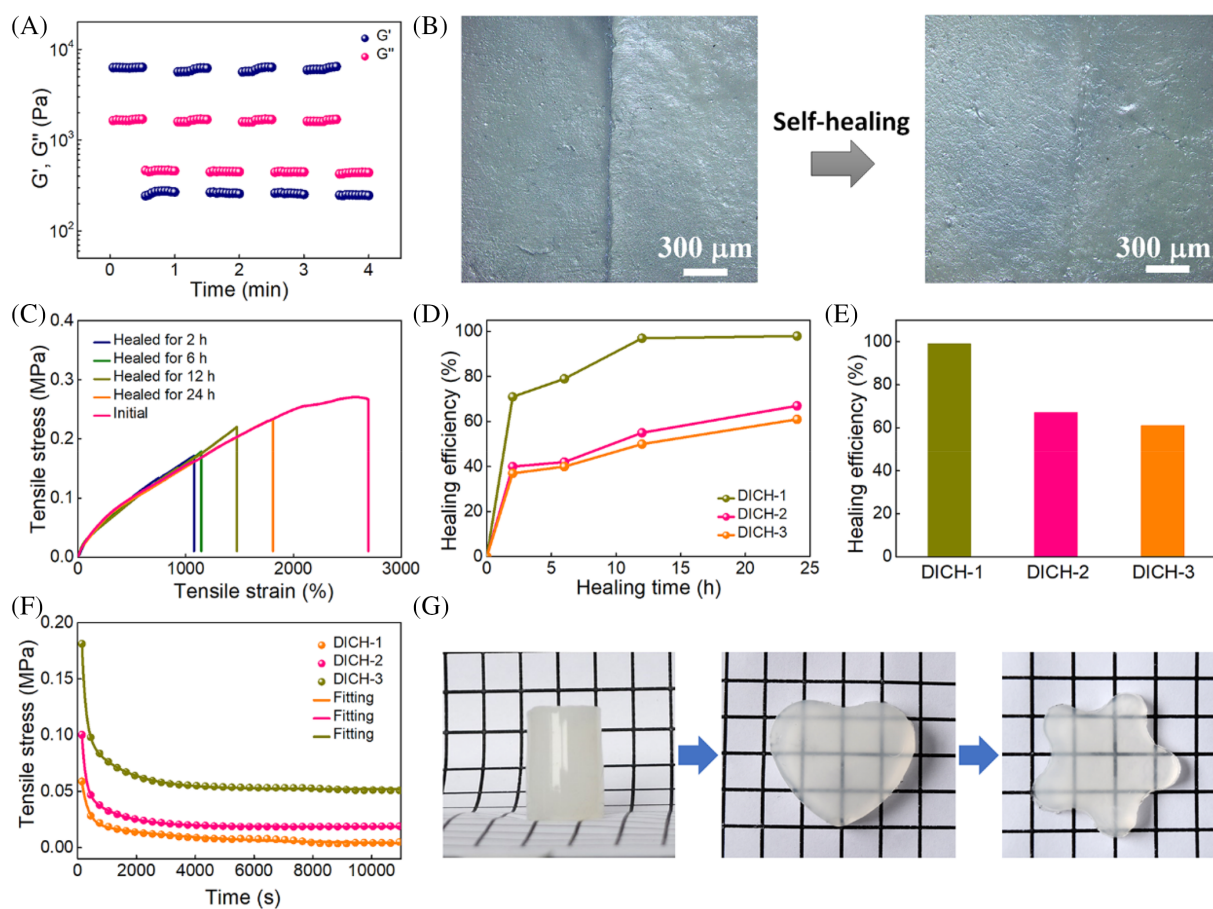 (A)
G'
G"
10⁴
10³
10²
G', G" (Pa)
0 1 2 3 4
Time (min)
(B)
300 μm
Self-healing
300 μm
(C)
Healed for 2 h
Healed for 6 h
Healed for 12 h
Healed for 24 h
Initial
0.4
0.3
0.2
0.1
0.0
Tensile stress (MPa)
0 1000 2000 3000
Tensile strain (%)
(D)
100
80
60
40
20
0
Healing efficiency (%)
DICH-1
DICH-2
DICH-3
0 5 10 15 20 25
Healing time (h)
(E)
100
80
60
40
20
0
Healing efficiency (%)
DICH-1 DICH-2 DICH-3
(F)
0.20
0.15
0.10
0.05
0.00
Tensile stress (MPa)
DICH-1
DICH-2
DICH-3
Fitting
Fitting
Fitting
0 2000 4000 6000 8000 10000
Time (s)
(G)